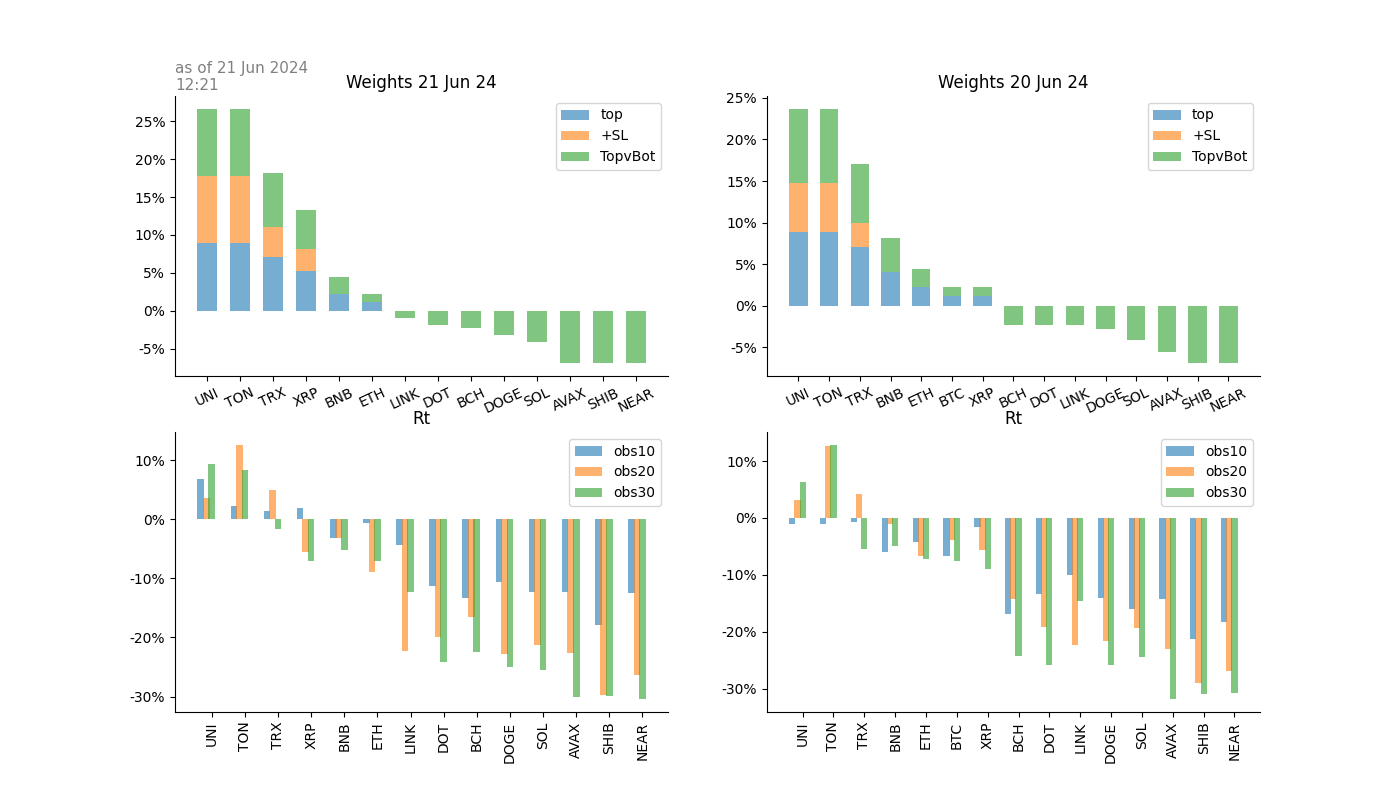 as of 21 Jun 2024
12:21
Weights 21 Jun 24
25%
20%
15%
10%
5%
0%
-5%
top
+SL
TopvBot
UNI TON TRX XRP BNB ETH LINK DOT BCH DOGE SOL AVAX SHIB NEAR
Weights 20 Jun 24
25%
20%
15%
10%
5%
0%
-5%
top
+SL
TopvBot
UNI TON TRX BNB ETH BTC XRP BCH DOT LINK DOGE SOL AVAX SHIB NEAR
Rt
10%
0%
-10%
-20%
-30%
obs10
obs20
obs30
UNI TON TRX XRP BNB ETH LINK DOT BCH DOGE SOL AVAX SHIB NEAR
Rt
10%
0%
-10%
-20%
-30%
obs10
obs20
obs30
UNI TON TRX BNB ETH BTC XRP BCH DOT LINK DOGE SOL AVAX SHIB NEAR